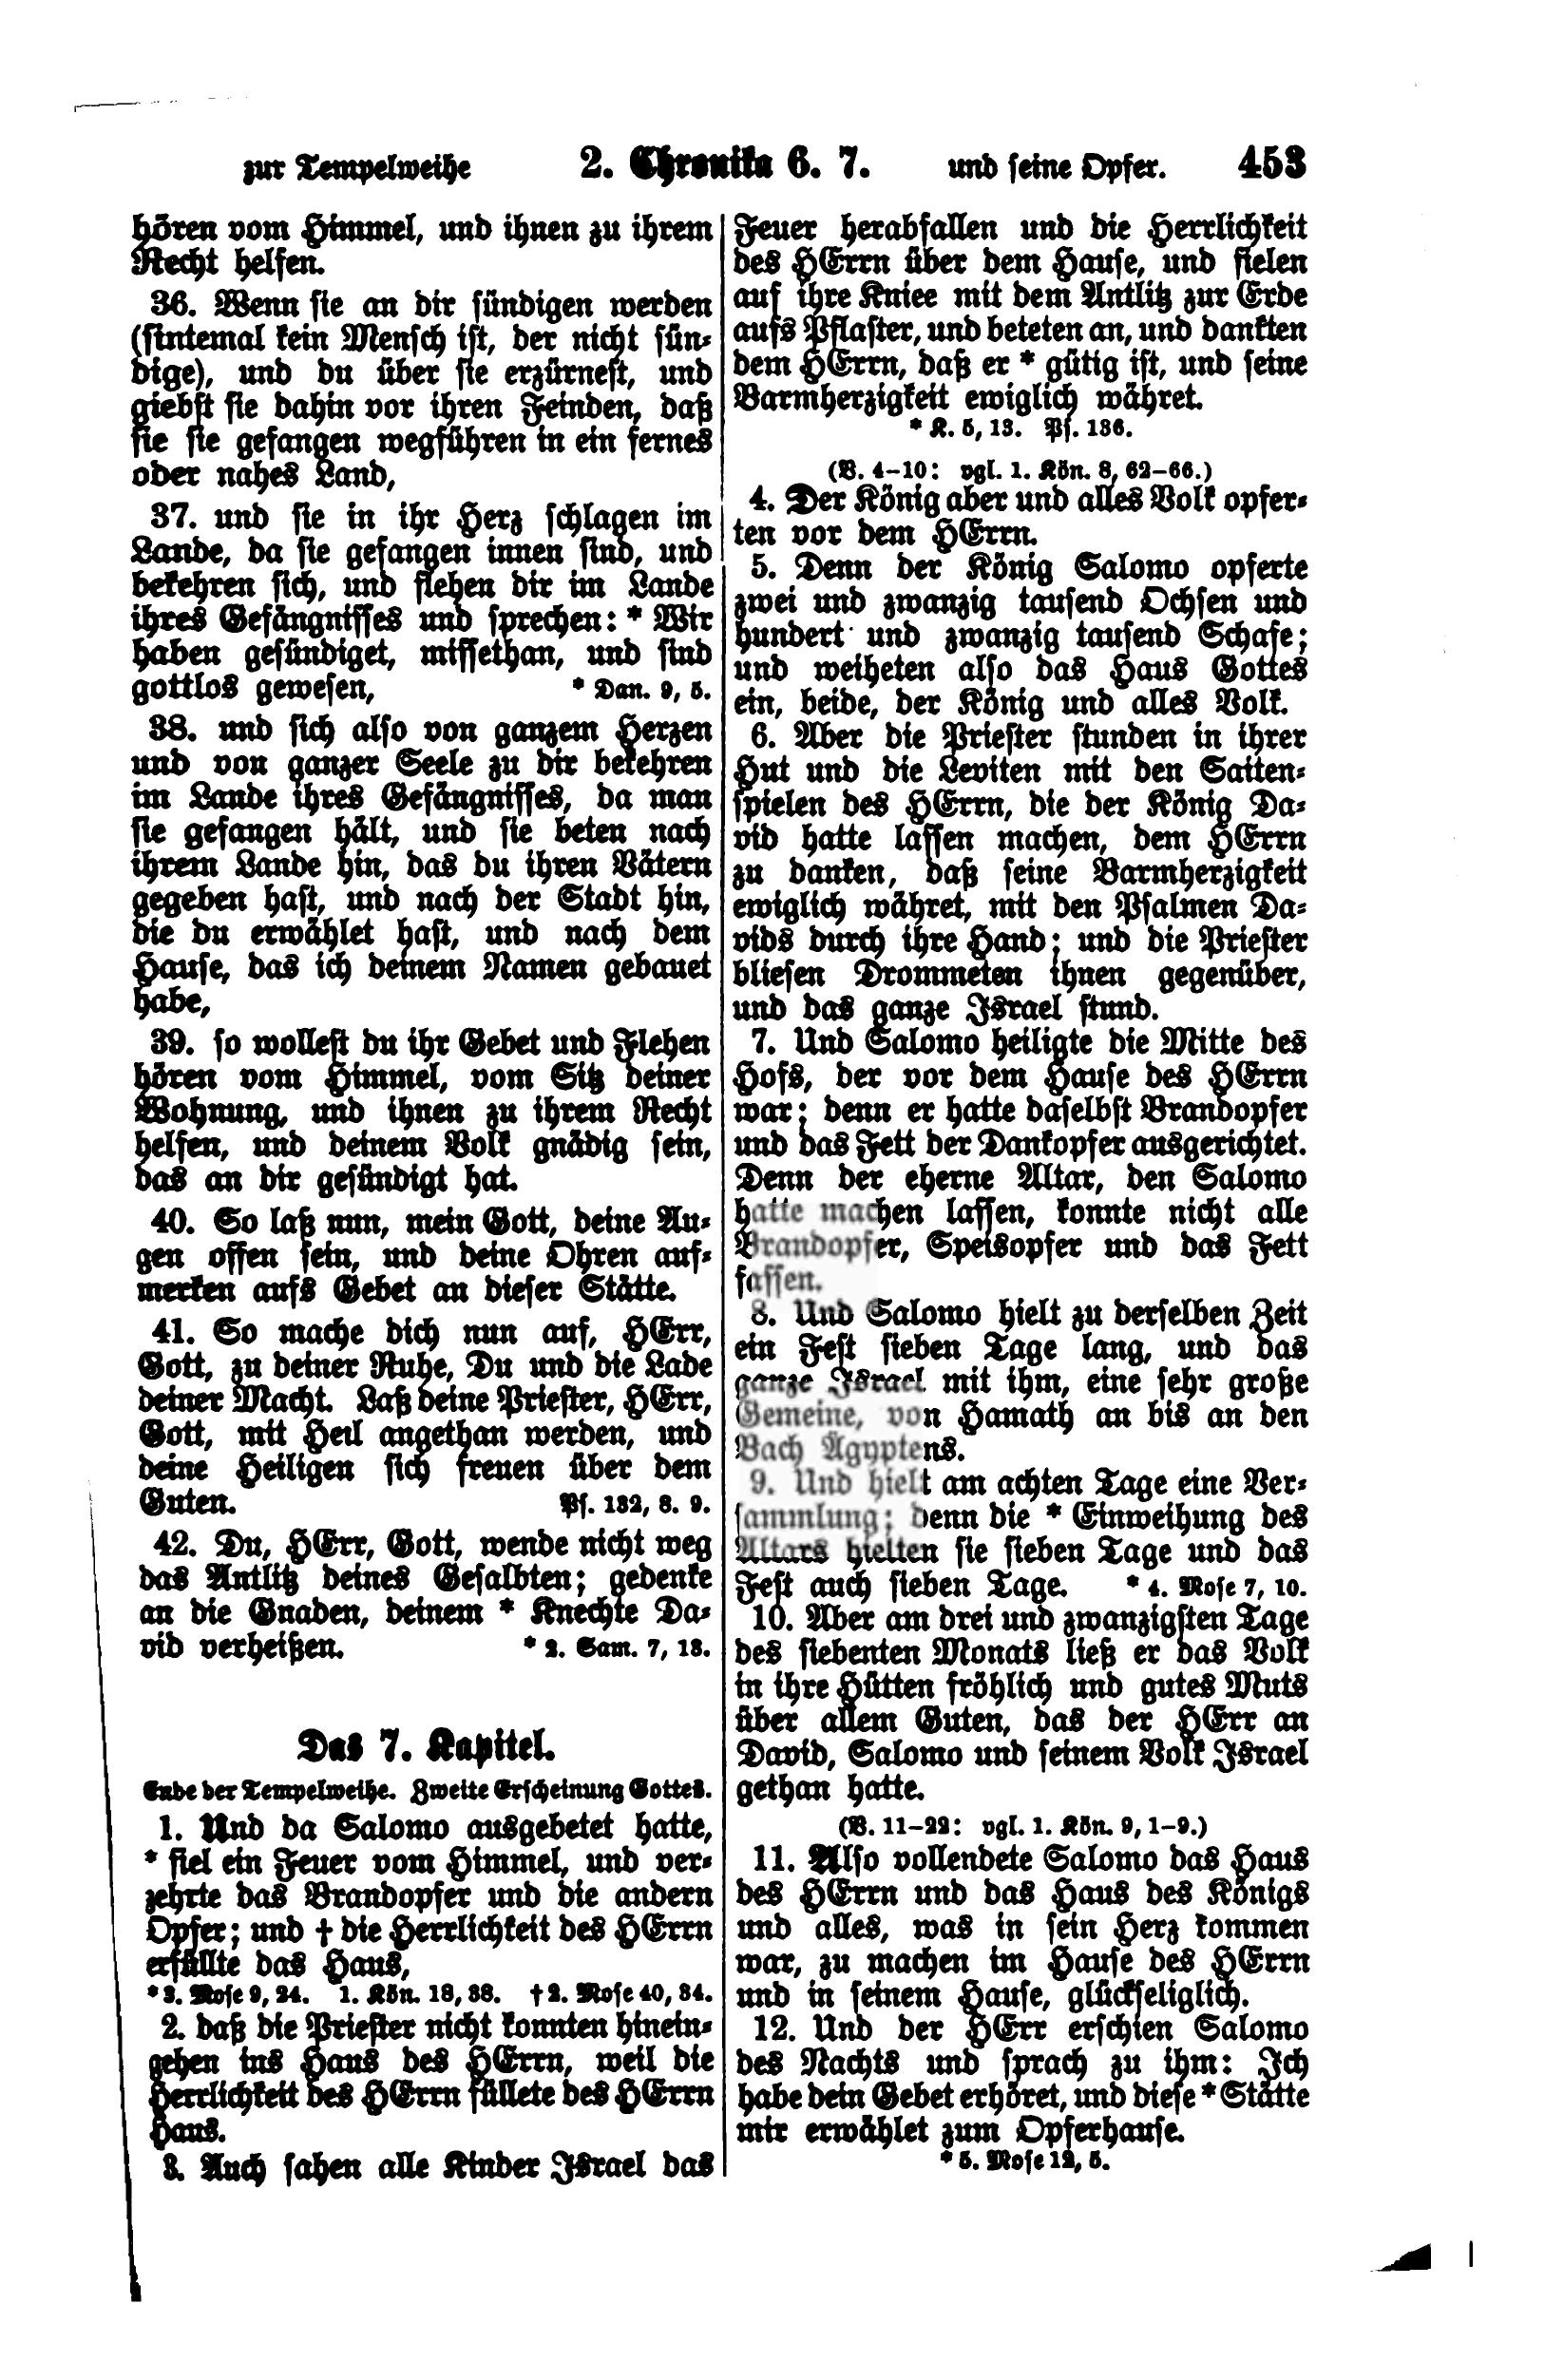 zur Tempelweihe 2. Chronika 6. 7. und seine Opfer. 453
hören vom Himmel, und ihnen zu ihrem
Recht helfen.
36. Wenn sie an dir sündigen werden
(sintemal kein Mensch ist, der nicht sün-
dige), und du über sie erzürnest, und
giebst sie dahin vor ihren Feinden, daß
sie sie gefangen wegführen in ein fernes
oder nahes Land,
37. und sie in ihr Herz schlagen im
Lande, da sie gefangen innen sind, und
bekehren sich, und flehen dir im Lande
ihres Gefängnisses und sprechen: * Wir
haben gesündiget, missethan, und sind
gottlos gewesen, * Dan. 9, 5.
38. und sich also von ganzem Herzen
und von ganzer Seele zu dir bekehren
im Lande ihres Gefängnisses, da man
sie gefangen hält, und sie beten nach
ihrem Lande hin, das du ihren Vätern
gegeben hast, und nach der Stadt hin,
die du erwählet hast, und nach dem
Hause, das ich deinem Namen gebauet
habe,
39. so wollest du ihr Gebet und Flehen
hören vom Himmel, vom Sitz deiner
Wohnung, und ihnen zu ihrem Recht
helfen, und deinem Volk gnädig sein,
das an dir gesündigt hat.
40. So laß nun, mein Gott, deine Au-
gen offen sein, und deine Ohren auf-
merken aufs Gebet an dieser Stätte.
41. So mache dich nun auf, HErr,
Gott, zu deiner Ruhe, Du und die Lade
deiner Macht. Laß deine Priester, HErr,
Gott, mit Heil angethan werden, und
deine Heiligen sich freuen über dem
Guten. Ps. 132, 8. 9.
42. Du, HErr, Gott, wende nicht weg
das Antlitz deines Gesalbten; gedenke
an die Gnaden, deinem * Knechte Da-
vid verheißen. * 2. Sam. 7, 13.
Das 7. Kapitel.
Ende der Tempelweihe. Zweite Erscheinung Gottes.
1. Und da Salomo ausgebetet hatte,
* fiel ein Feuer vom Himmel, und ver-
zehrte das Brandopfer und die andern
Opfer; und † die Herrlichkeit des HErrn
erfüllte das Haus,
* 3. Mose 9, 24. 1. Kön. 18, 38. † 2. Mose 40, 34.
2. daß die Priester nicht konnten hinein-
gehen ins Haus des HErrn, weil die
Herrlichkeit des HErrn füllete des HErrn
Haus.
3. Auch sahen alle Kinder Israel das
Feuer herabfallen und die Herrlichkeit
des HErrn über dem Hause, und fielen
auf ihre Kniee mit dem Antlitz zur Erde
aufs Pflaster, und beteten an, und dankten
dem HErrn, daß er * gütig ist, und seine
Barmherzigkeit ewiglich währet.
* K. 5, 13. Ps. 136.
(V. 4-10: vgl. 1. Kön. 8, 62-66.)
4. Der König aber und alles Volk opfer-
ten vor dem HErrn.
5. Denn der König Salomo opferte
zwei und zwanzig tausend Ochsen und
hundert und zwanzig tausend Schafe;
und weiheten also das Haus Gottes
ein, beide, der König und alles Volk.
6. Aber die Priester stunden in ihrer
Hut und die Leviten mit den Saiten-
spielen des HErrn, die der König Da-
vid hatte lassen machen, dem HErrn
zu danken, daß seine Barmherzigkeit
ewiglich währet, mit den Psalmen Da-
vids durch ihre Hand; und die Priester
bliesen Drommeten ihnen gegenüber,
und das ganze Israel stund.
7. Und Salomo heiligte die Mitte des
Hofs, der vor dem Hause des HErrn
war; denn er hatte daselbst Brandopfer
und das Fett der Dankopfer ausgerichtet.
Denn der eherne Altar, den Salomo
hatte machen lassen, konnte nicht alle
Brandopfer, Speisopfer und das Fett
fassen.
8. Und Salomo hielt zu derselben Zeit
ein Fest sieben Tage lang, und das
ganze Israel mit ihm, eine sehr große
Gemeine, von Hamath an bis an den
Bach Ägyptens.
9. Und hielt am achten Tage eine Ver-
sammlung; denn die * Einweihung des
Altars hielten sie sieben Tage und das
Fest auch sieben Tage. * 4. Mose 7, 10.
10. Aber am drei und zwanzigsten Tage
des siebenten Monats ließ er das Volk
in ihre Hütten fröhlich und gutes Muts
über allem Guten, das der HErr an
David, Salomo und seinem Volk Israel
gethan hatte.
(V. 11-22: vgl. 1. Kön. 9, 1-9.)
11. Also vollendete Salomo das Haus
des HErrn und das Haus des Königs
und alles, was in sein Herz kommen
war, zu machen im Hause des HErrn
und in seinem Hause, glückseliglich.
12. Und der HErr erschien Salomo
des Nachts und sprach zu ihm: Ich
habe dein Gebet erhöret, und diese * Stätte
mir erwählet zum Opferhause.
* 5. Mose 12, 5.